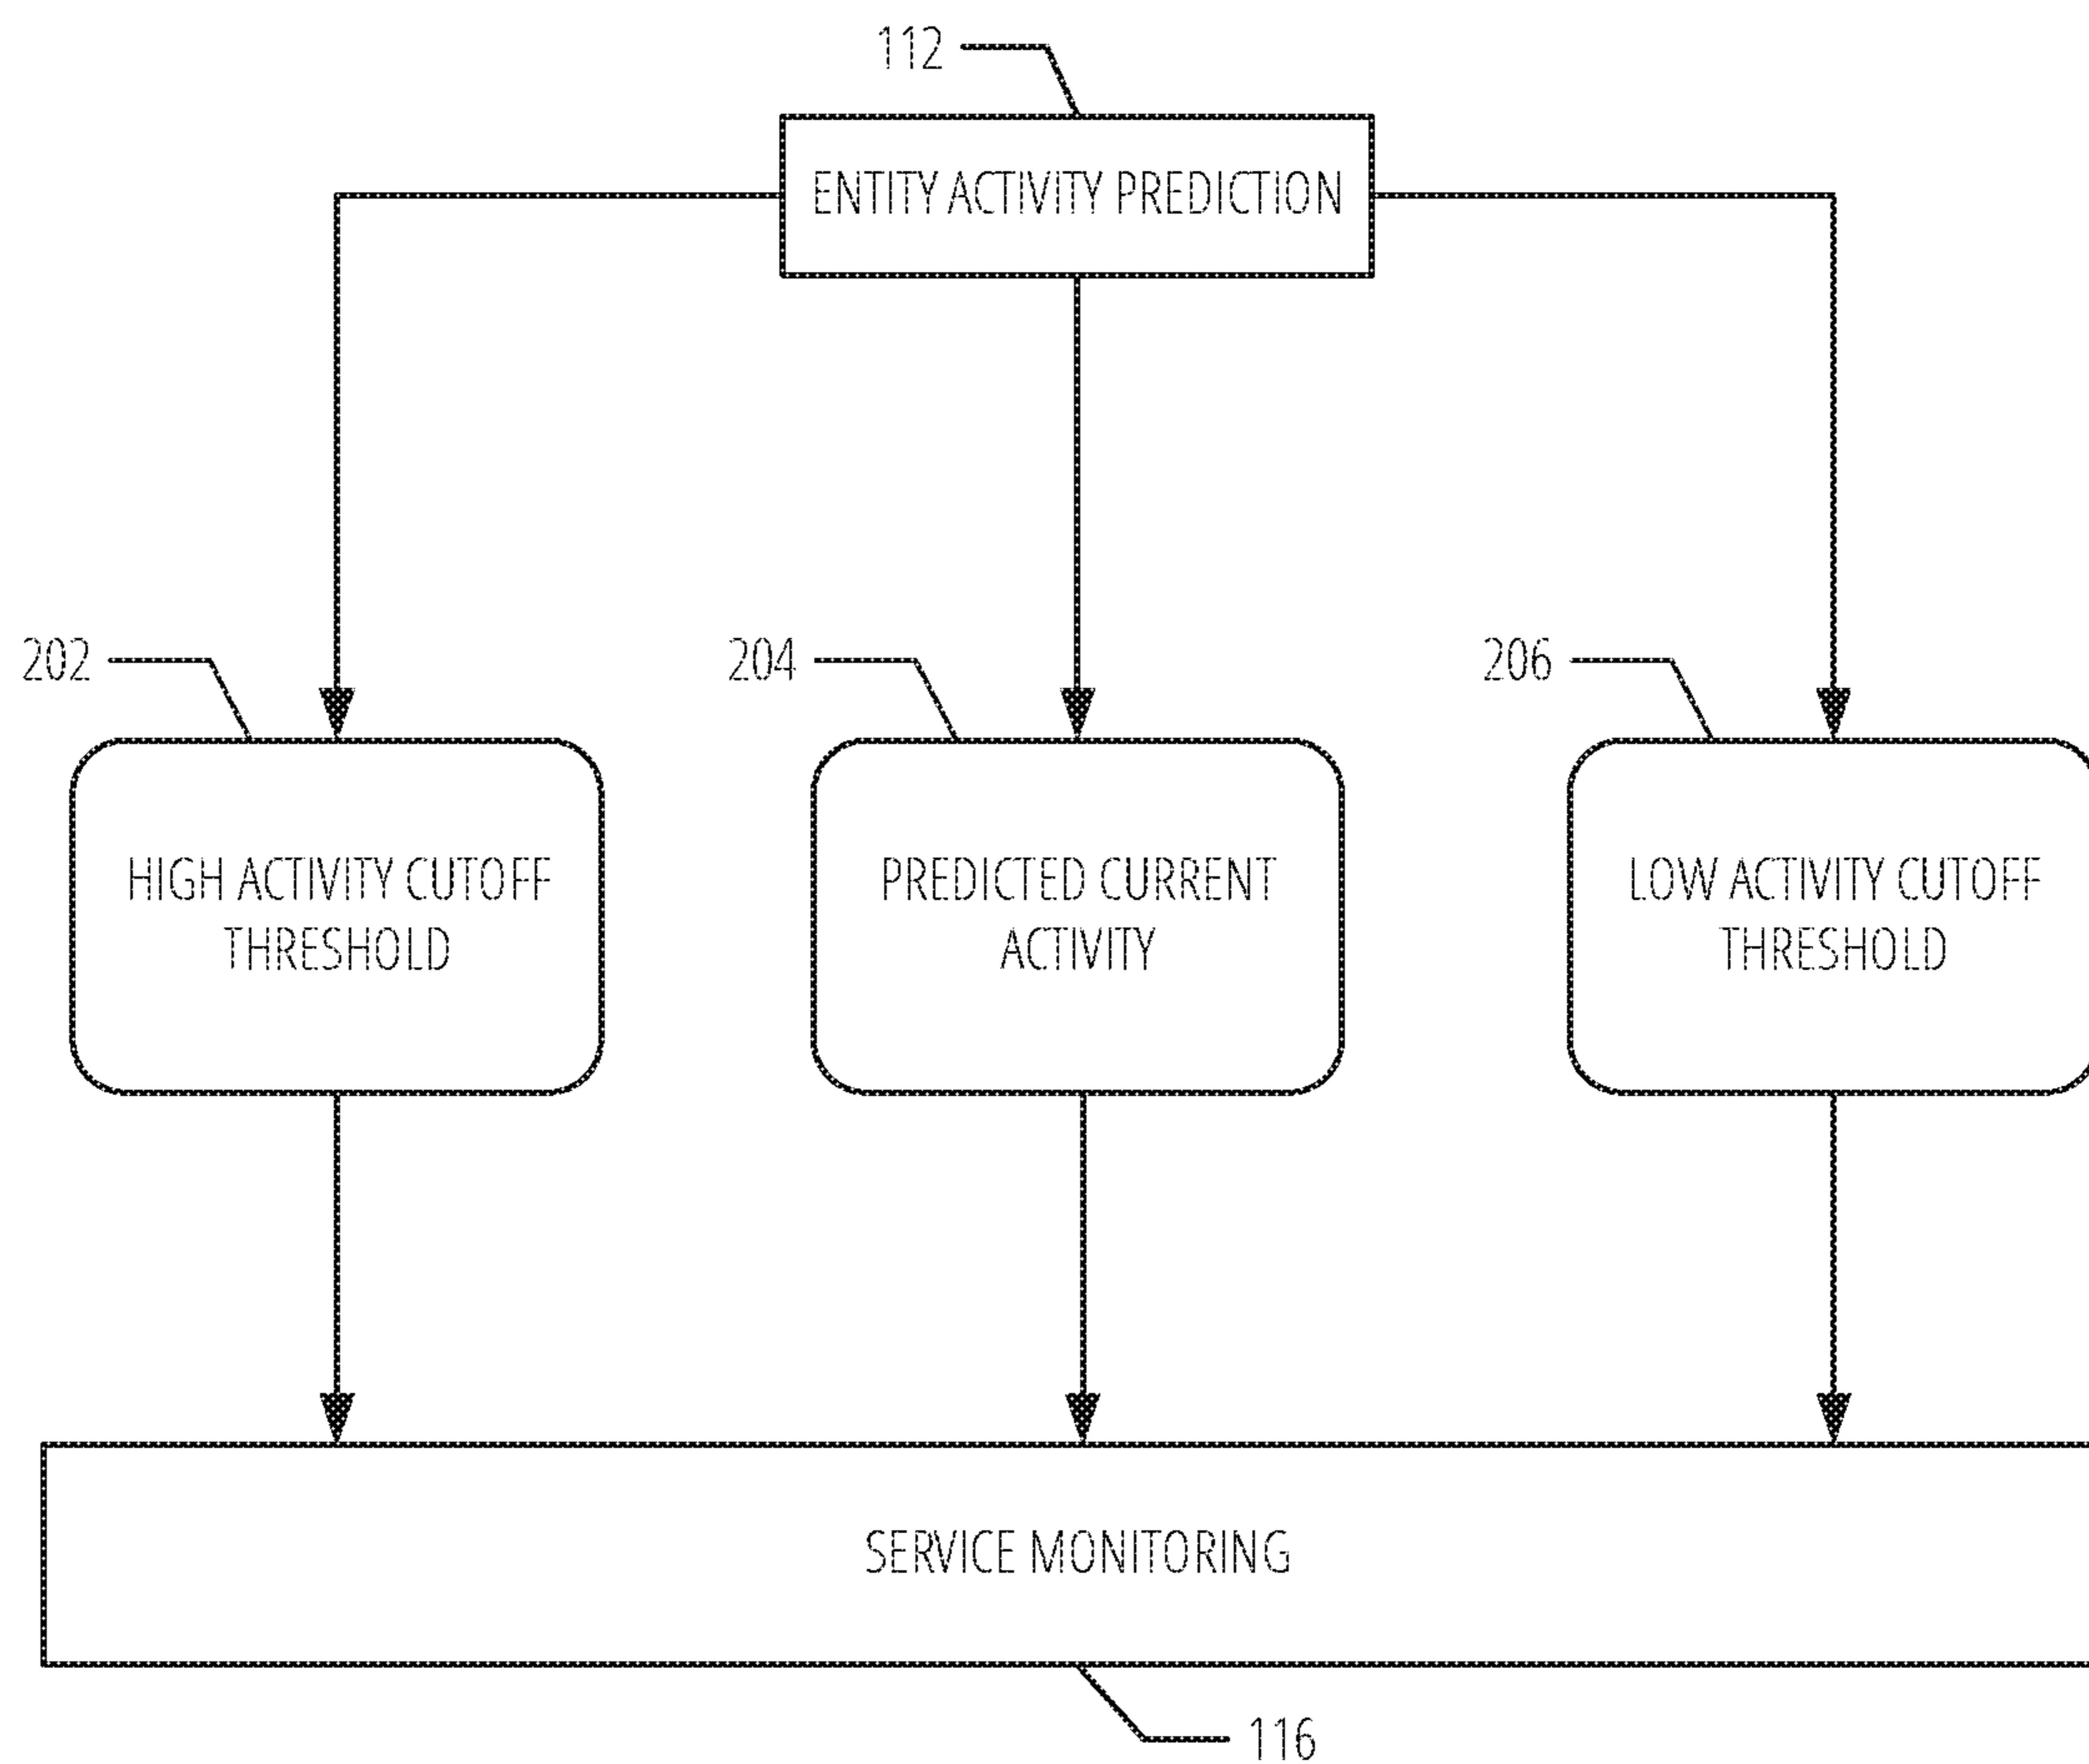 112
ENTITY ACTIVITY PREDICTION
202
204
206
HIGH ACTIVITY CUTOFF
THRESHOLD
PREDICTED CURRENT
ACTIVITY
LOW ACTIVITY CUTOFF
THRESHOLD
SERVICE MONITORING
116